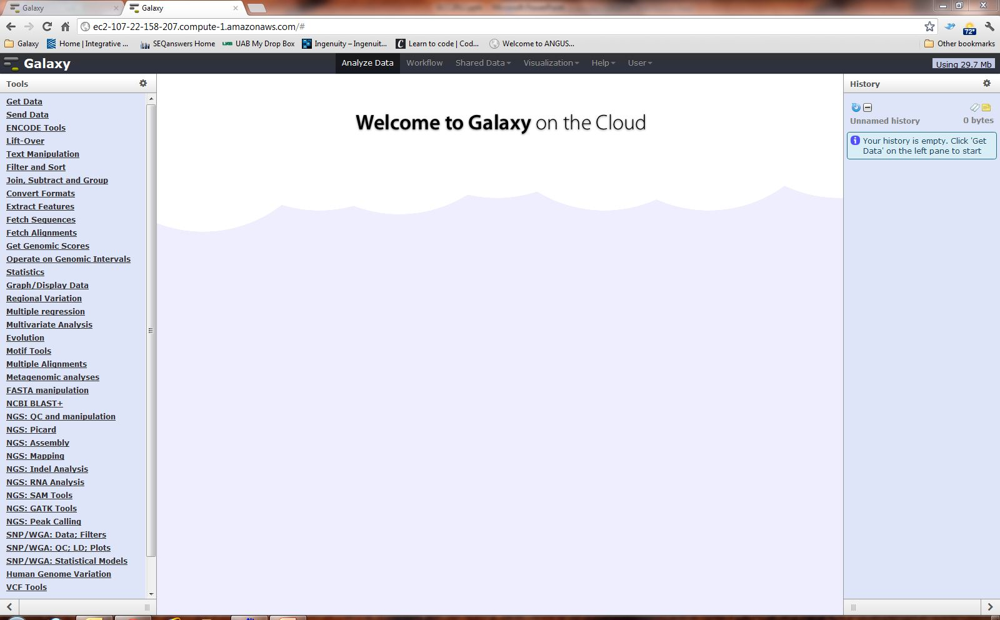 Galaxy
Galaxy
ec2-107-22-158-207.compute-1.amazonaws.com/#
72°
Galaxy
Home | Integrative ...
SEQanswers Home
UAB My Drop Box
Ingenuity – Ingenuit...
Learn to code | Cod...
Welcome to ANGUS...
Other bookmarks
Galaxy
Analyze Data
Workflow
Shared Data
Visualization
Help
User
Using 29.7 Mb
Tools
Get Data
Send Data
ENCODE Tools
Lift-Over
Text Manipulation
Filter and Sort
Join, Subtract and Group
Convert Formats
Extract Features
Fetch Sequences
Fetch Alignments
Get Genomic Scores
Operate on Genomic Intervals
Statistics
Graph/Display Data
Regional Variation
Multiple regression
Multivariate Analysis
Evolution
Motif Tools
Multiple Alignments
Metagenomic analyses
FASTA manipulation
NCBI BLAST+
NGS: QC and manipulation
NGS: Picard
NGS: Assembly
NGS: Mapping
NGS: Indel Analysis
NGS: RNA Analysis
NGS: SAM Tools
NGS: GATK Tools
NGS: Peak Calling
SNP/WGA: Data; Filters
SNP/WGA: QC; LD; Plots
SNP/WGA: Statistical Models
Human Genome Variation
VCF Tools
Welcome to Galaxy on the Cloud
History
Unnamed history
0 bytes
Your history is empty. Click 'Get
Data' on the left pane to start